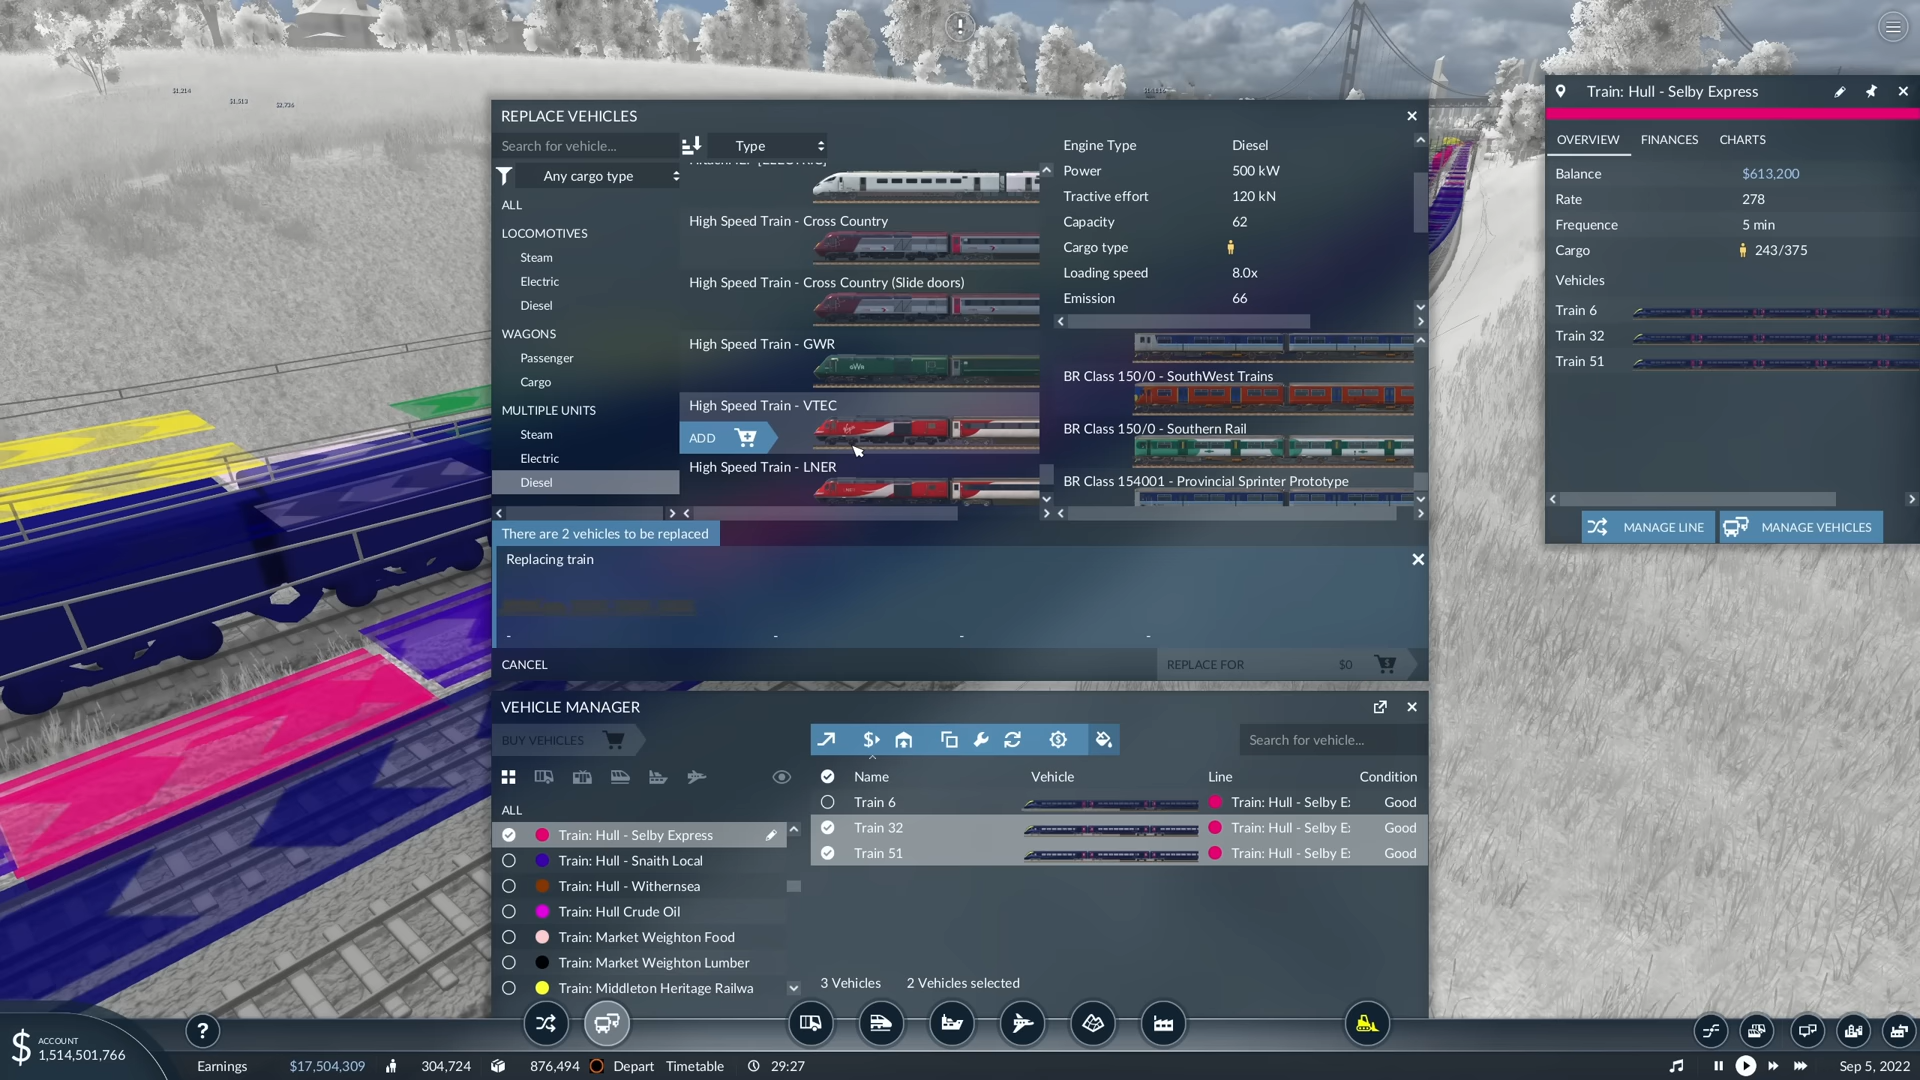 $1,214
$1,513
$2,736
REPLACE VEHICLES
Search for vehicle...
Type
Any cargo type
ALL
LOCOMOTIVES
Steam
Electric
Diesel
WAGONS
Passenger
Cargo
MULTIPLE UNITS
Steam
Electric
Diesel
High Speed Train - Cross Country
High Speed Train - Cross Country (Slide doors)
High Speed Train - GWR
GWR
High Speed Train - VTEC
ADD
High Speed Train - LNER
Engine Type Diesel
Power 500 kW
Tractive effort 120 kN
Capacity 62
Cargo type
Loading speed 8.0x
Emission 66
BR Class 150/0 - SouthWest Trains
BR Class 150/0 - Southern Rail
BR Class 154001 - Provincial Sprinter Prototype
There are 2 vehicles to be replaced
Replacing train
- - - -
CANCEL
REPLACE FOR $0
VEHICLE MANAGER
BUY VEHICLES
Search for vehicle...
ALL
Train: Hull - Selby Express
Train: Hull - Snaith Local
Train: Hull - Withernsea
Train: Hull Crude Oil
Train: Market Weighton Food
Train: Market Weighton Lumber
Train: Middleton Heritage Railwa
Name Vehicle Line Condition
Train 6 Train: Hull - Selby E: Good
Train 32 Train: Hull - Selby E: Good
Train 51 Train: Hull - Selby E: Good
3 Vehicles 2 Vehicles selected
Train: Hull - Selby Express
OVERVIEW FINANCES CHARTS
Balance $613,200
Rate 278
Frequence 5 min
Cargo 243/375
Vehicles
Train 6
Train 32
Train 51
MANAGE LINE
MANAGE VEHICLES
?
$ ACCOUNT
1,514,501,766
Earnings $17,504,309 304,724 876,494 Depart Timetable 29:27
Sep 5, 2022